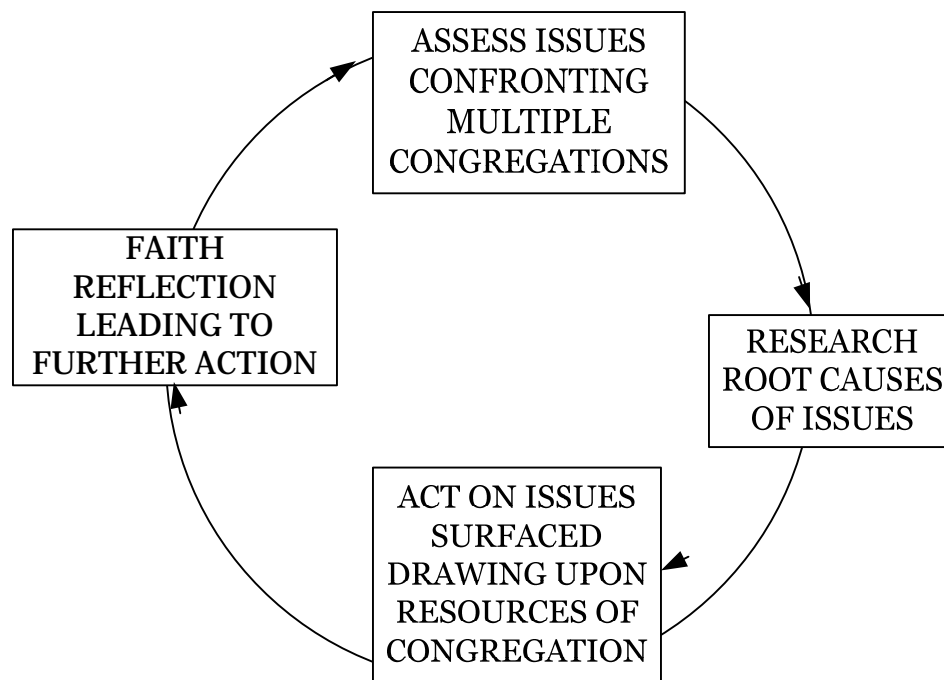 ASSESS ISSUES
CONFRONTING
MULTIPLE
CONGREGATIONS
RESEARCH
ROOT CAUSES
OF ISSUES
ACT ON ISSUES
SURFACED
DRAWING UPON
RESOURCES OF
CONGREGATION
FAITH
REFLECTION
LEADING TO
FURTHER ACTION